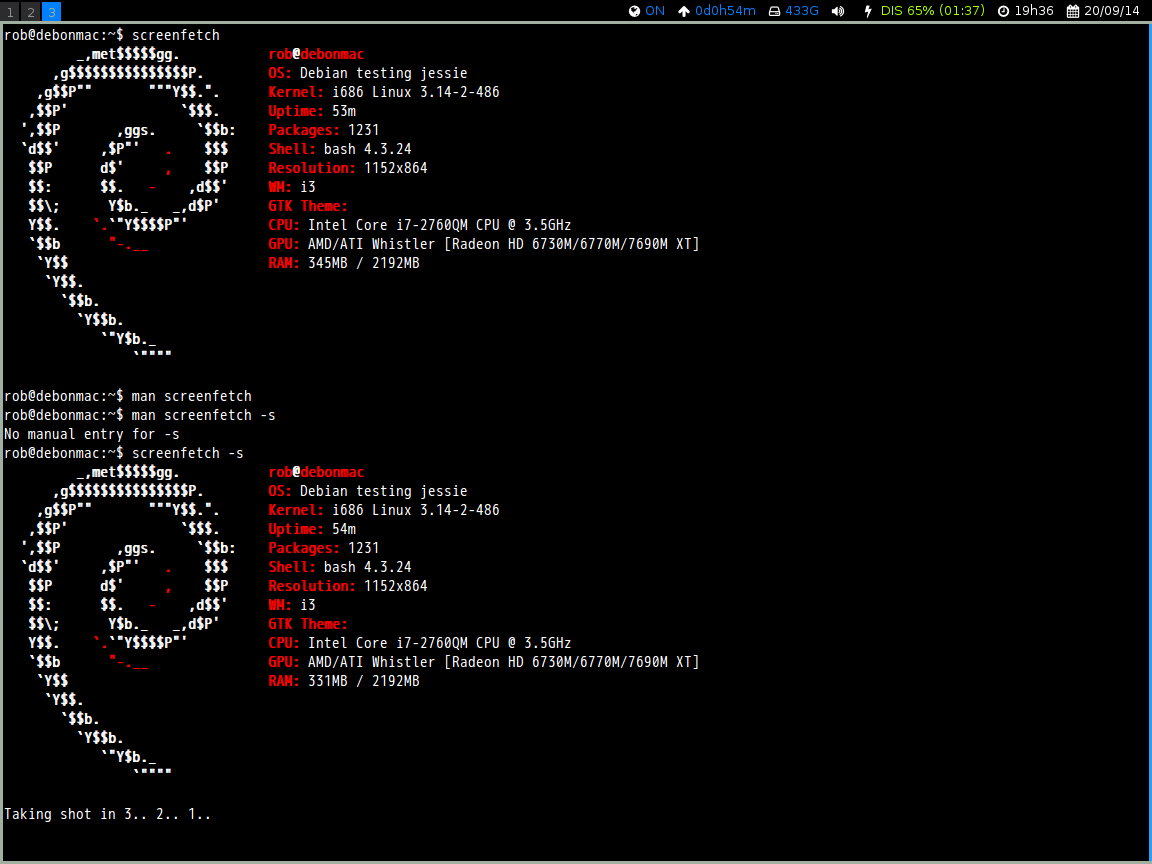 1 2 3 ON 0d0h54m 433G DIS 65% (01:37) 19h36 20/09/14
rob@debonmac:~$ screenfetch
         _,met$$$$$gg.           rob@debonmac
      ,g$$$$$$$$$$$$$$$P.        OS: Debian testing jessie
    ,g$$P""       """Y$$.".      Kernel: i686 Linux 3.14-2-486
   ,$$P'              `$$$.      Uptime: 53m
  ',$$P       ,ggs.     `$$b:    Packages: 1231
  `d$$'     ,$P"'   .    $$$     Shell: bash 4.3.24
   $$P      d$'     ,    $$P     Resolution: 1152x864
   $$:      $$.   -    ,d$$'     WM: i3
   $$\;      Y$b._   _,d$P'      GTK Theme:
   Y$$.    `.`"Y$$$$P"'          CPU: Intel Core i7-2760QM CPU @ 3.5GHz
   `$$b      "-.__               GPU: AMD/ATI Whistler [Radeon HD 6730M/6770M/7690M XT]
    `Y$$                         RAM: 345MB / 2192MB
     `Y$$.
       `$$b.
         `Y$$b.
            `"Y$b._
                `""""
rob@debonmac:~$ man screenfetch
rob@debonmac:~$ man screenfetch -s
No manual entry for -s
rob@debonmac:~$ screenfetch -s
         _,met$$$$$gg.           rob@debonmac
      ,g$$$$$$$$$$$$$$$P.        OS: Debian testing jessie
    ,g$$P""       """Y$$.".      Kernel: i686 Linux 3.14-2-486
   ,$$P'              `$$$.      Uptime: 54m
  ',$$P       ,ggs.     `$$b:    Packages: 1231
  `d$$'     ,$P"'   .    $$$     Shell: bash 4.3.24
   $$P      d$'     ,    $$P     Resolution: 1152x864
   $$:      $$.   -    ,d$$'     WM: i3
   $$\;      Y$b._   _,d$P'      GTK Theme:
   Y$$.    `.`"Y$$$$P"'          CPU: Intel Core i7-2760QM CPU @ 3.5GHz
   `$$b      "-.__               GPU: AMD/ATI Whistler [Radeon HD 6730M/6770M/7690M XT]
    `Y$$                         RAM: 331MB / 2192MB
     `Y$$.
       `$$b.
         `Y$$b.
            `"Y$b._
                `""""
Taking shot in 3.. 2.. 1..